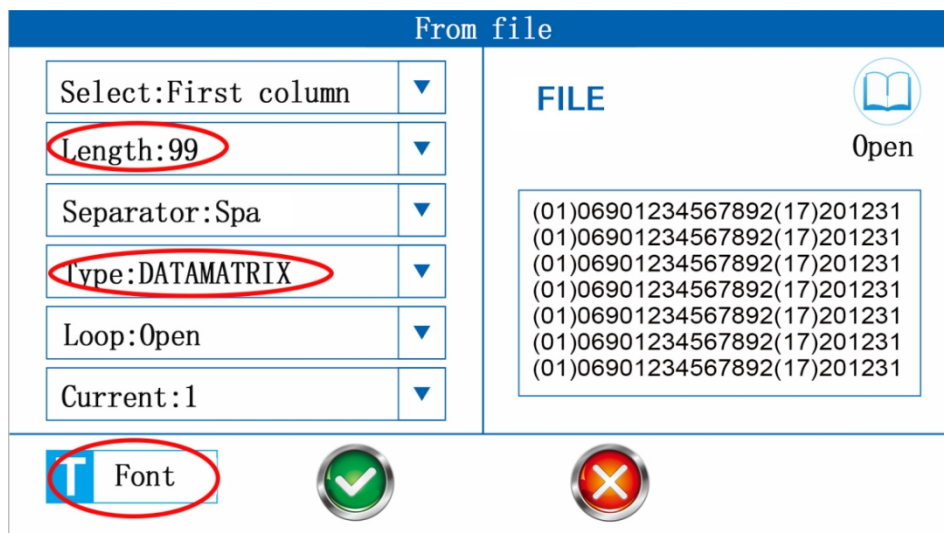 From file
Select:First column
Length:99
Separator:Spa
Type:DATAMATRIX
Loop:Open
Current:1
FILE
Open
(01)06901234567892(17)201231
(01)06901234567892(17)201231
(01)06901234567892(17)201231
(01)06901234567892(17)201231
(01)06901234567892(17)201231
(01)06901234567892(17)201231
(01)06901234567892(17)201231
T Font